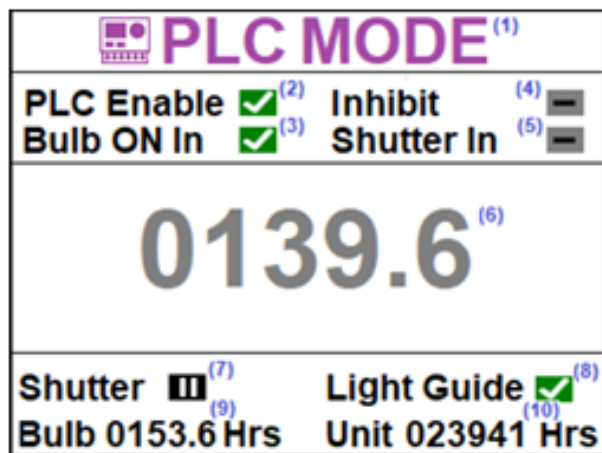 PLC MODE (1)
PLC Enable (2) Inhibit (4)
Bulb ON In (3) Shutter In (5)
0139.6 (6)
Shutter (7) Light Guide (8)
Bulb 0153.6 Hrs (9) Unit 023941 Hrs (10)